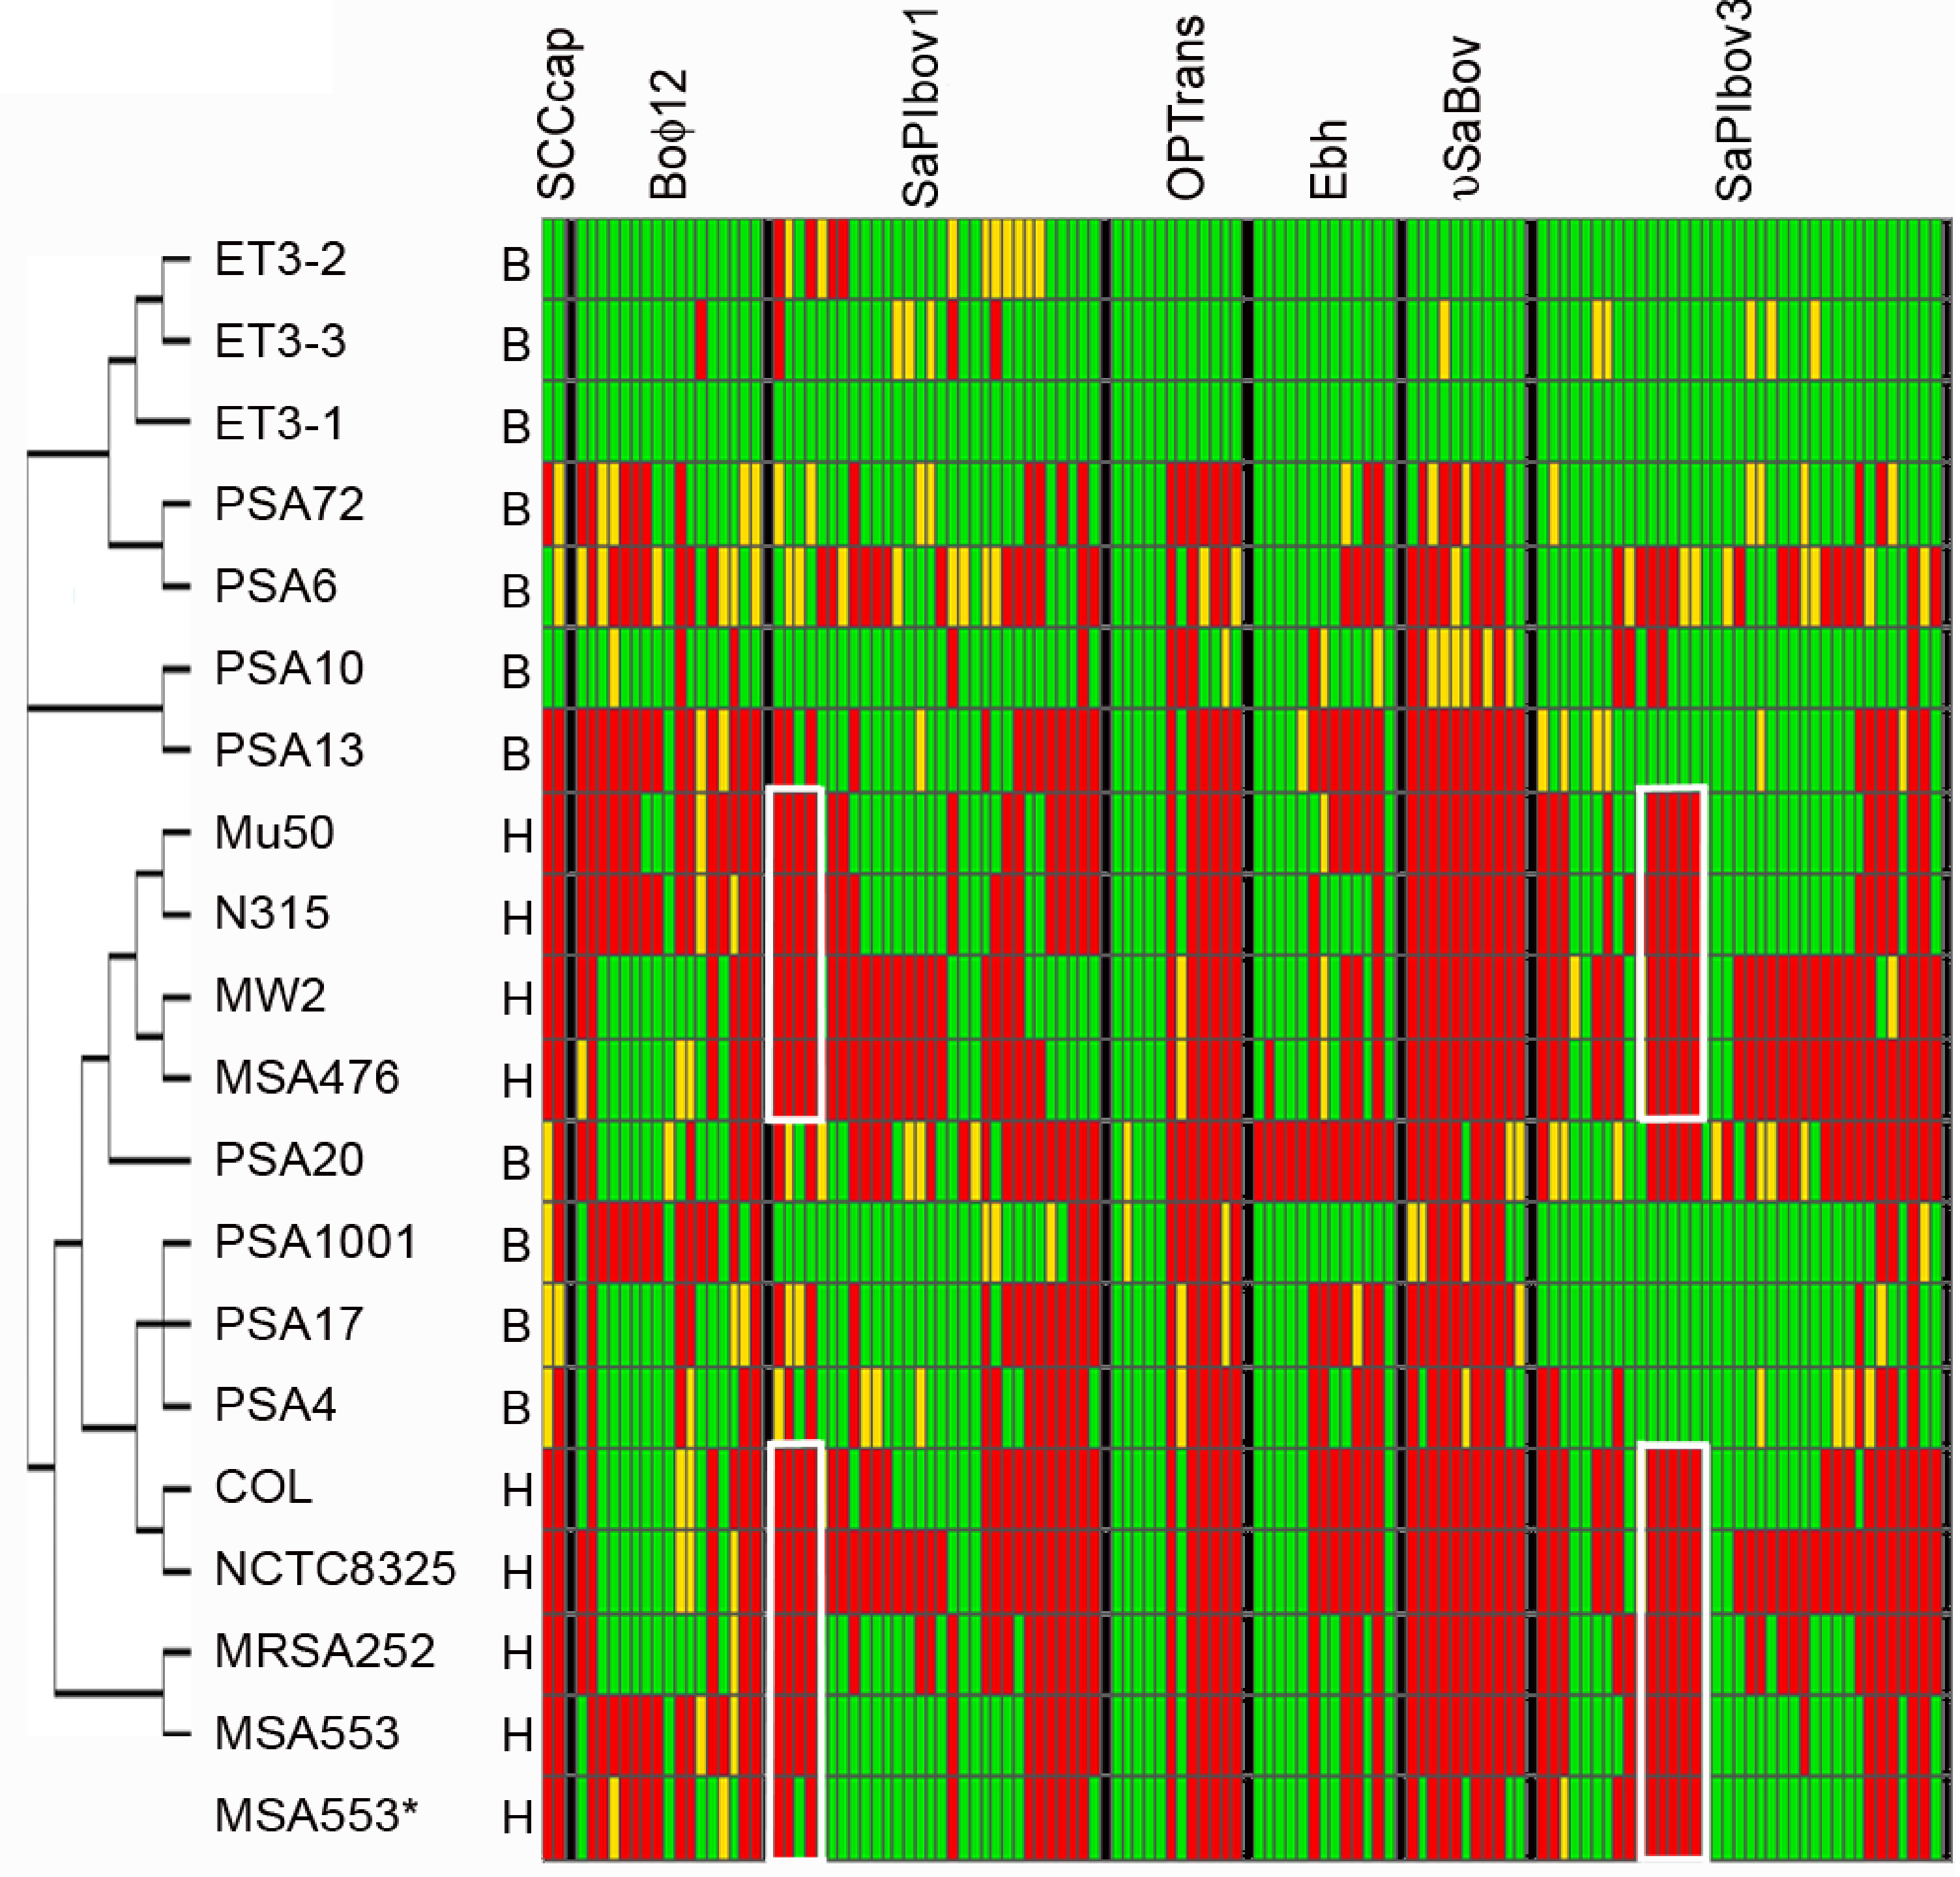 SCCcap
Boϕ12
SaPIbov1
OPTrans
Ebh
υSaBov
SaPIbov3
ET3-2 B
ET3-3 B
ET3-1 B
PSA72 B
PSA6 B
PSA10 B
PSA13 B
Mu50 H
N315 H
MW2 H
MSA476 H
PSA20 B
PSA1001 B
PSA17 B
PSA4 B
COL H
NCTC8325 H
MRSA252 H
MSA553 H
MSA553* H